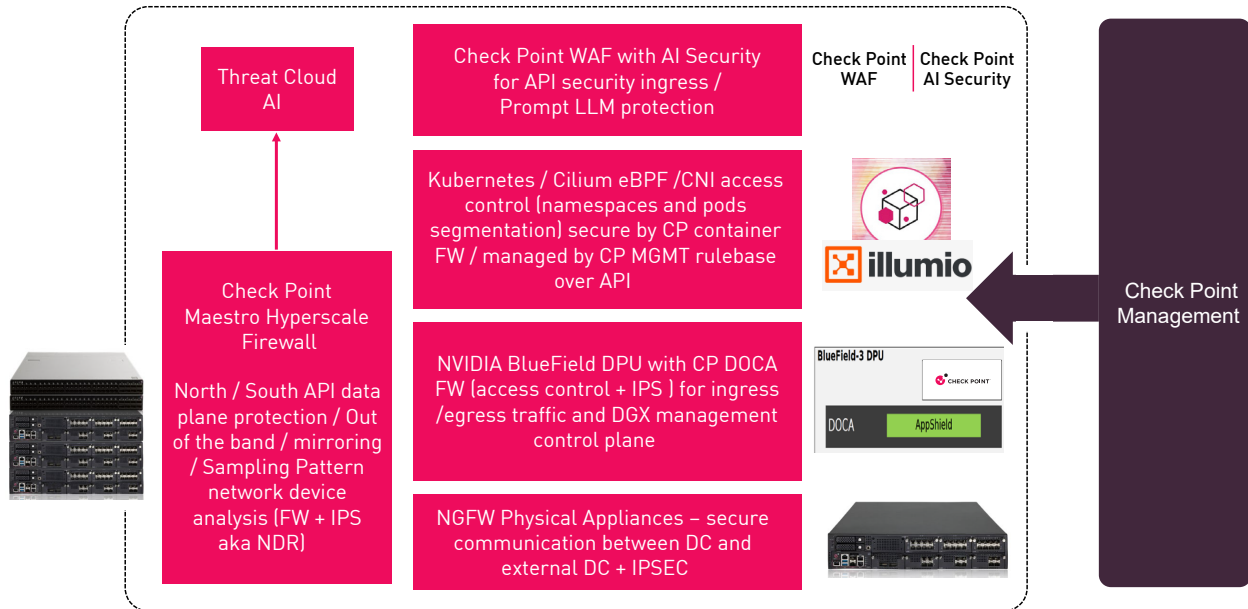 Threat Cloud
AI
Check Point
Maestro Hyperscale
Firewall
North / South API data
plane protection / Out
of the band / mirroring
/ Sampling Pattern
network device
analysis (FW + IPS
aka NDR)
Check Point WAF with AI Security
for API security ingress /
Prompt LLM protection
Kubernetes / Cilium eBPF /CNI access
control (namespaces and pods
segmentation) secure by CP container
FW / managed by CP MGMT rulebase
over API
NVIDIA BlueField DPU with CP DOCA
FW (access control + IPS ) for ingress
/egress traffic and DGX management
control plane
NGFW Physical Appliances – secure
communication between DC and
external DC + IPSEC
Check Point
WAF
Check Point
AI Security
illumio
BlueField-3 DPU
CHECK POINT
DOCA
AppShield
Check Point
Management